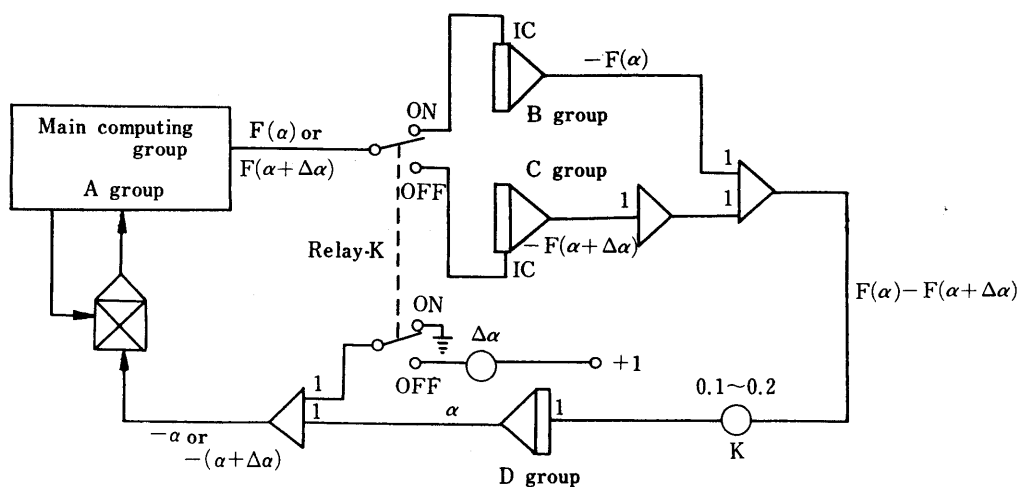 IC
−F(α)
B group
ON
Main computing
group
A group
F(α) or
F(α+Δα)
OFF
C group
1
1
1
−F(α+Δα)
IC
Relay-K
F(α)−F(α+Δα)
ON
Δα
+1
OFF
0.1~0.2
1
1
α
1
K
−α or
−(α+Δα)
D group